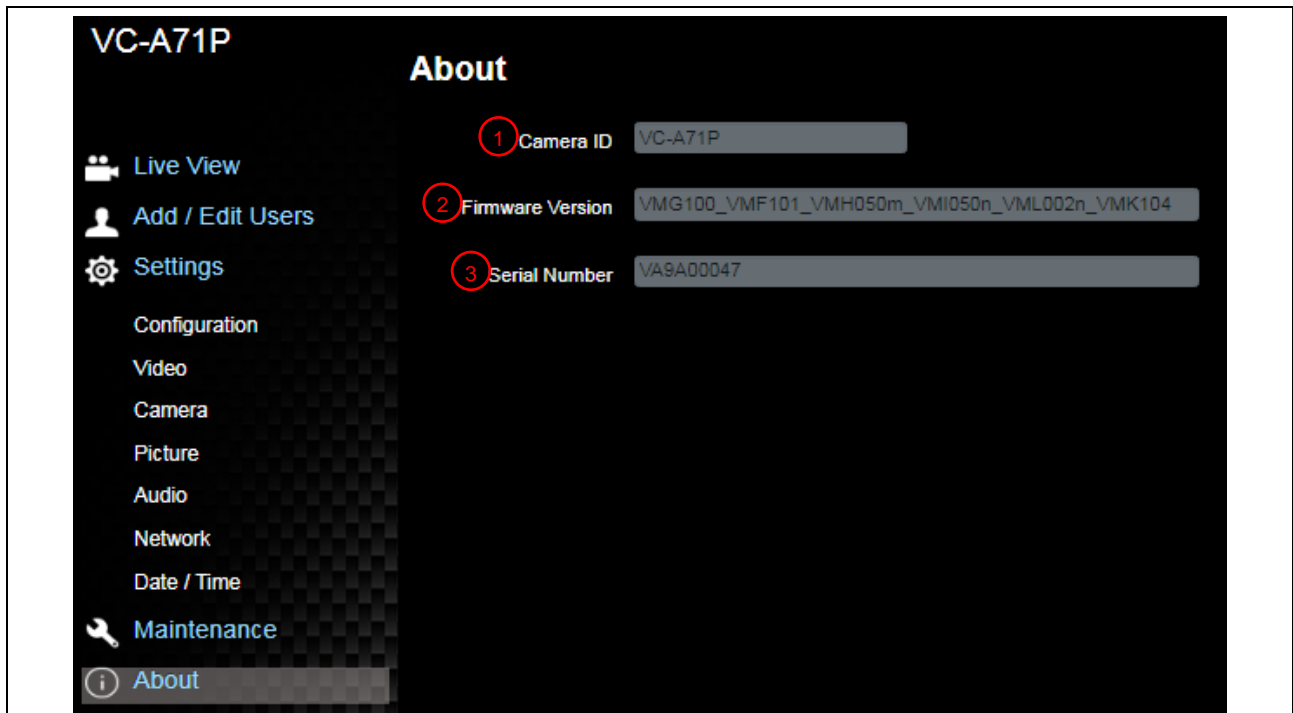 VC-A71P
Live View
Add / Edit Users
Settings
Configuration
Video
Camera
Picture
Audio
Network
Date / Time
Maintenance
About
About
1 Camera ID VC-A71P
2 Firmware Version VMG100_VMF101_VMH050m_VMI050n_VML002n_VMK104
3 Serial Number VA9A00047